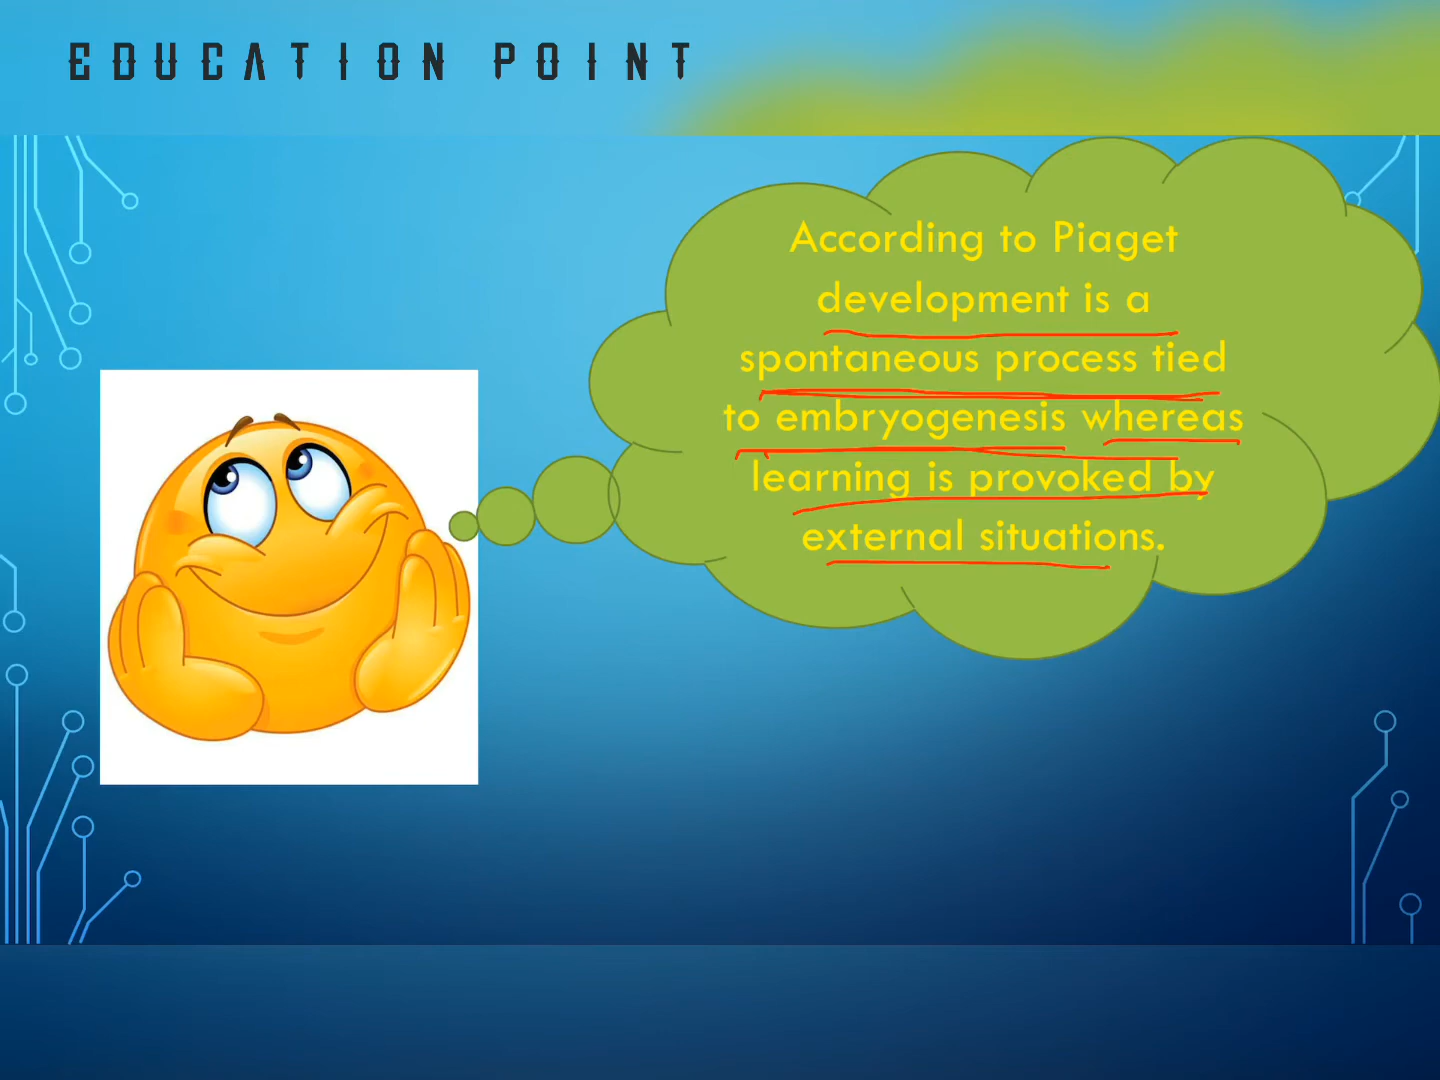 EDUCATION POINT
According to Piaget
development is a
spontaneous process tied
to embryogenesis whereas
learning is provoked by
external situations.